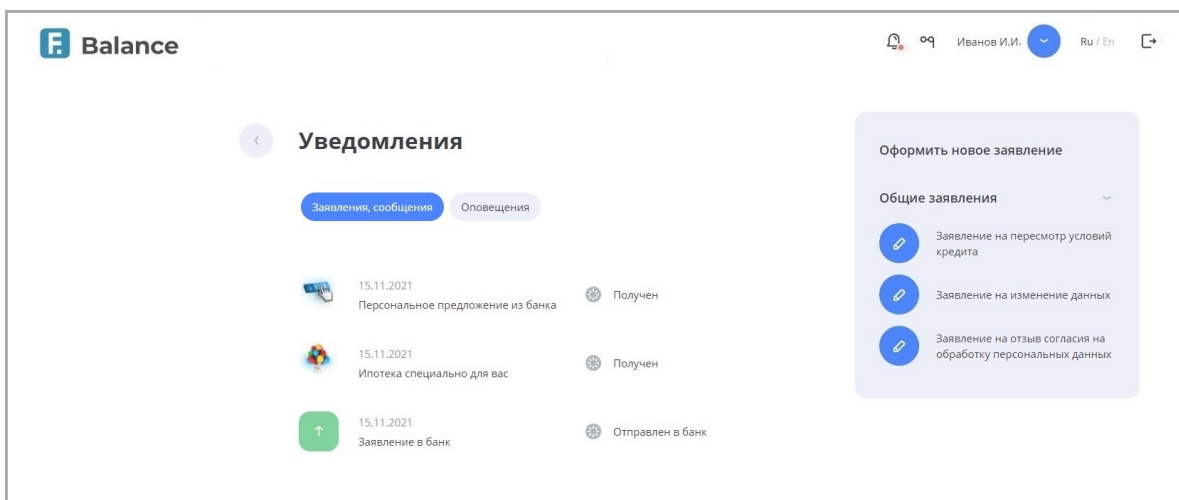 F. Balance
Иванов И.И.
Ru / En
Уведомления
Заявления, сообщения
Оповещения
15.11.2021
Персональное предложение из банка
Получен
15.11.2021
Ипотека специально для вас
Получен
15.11.2021
Заявление в банк
Отправлен в банк
Оформить новое заявление
Общие заявления
Заявление на пересмотр условий
кредита
Заявление на изменение данных
Заявление на отзыв согласия на
обработку персональных данных